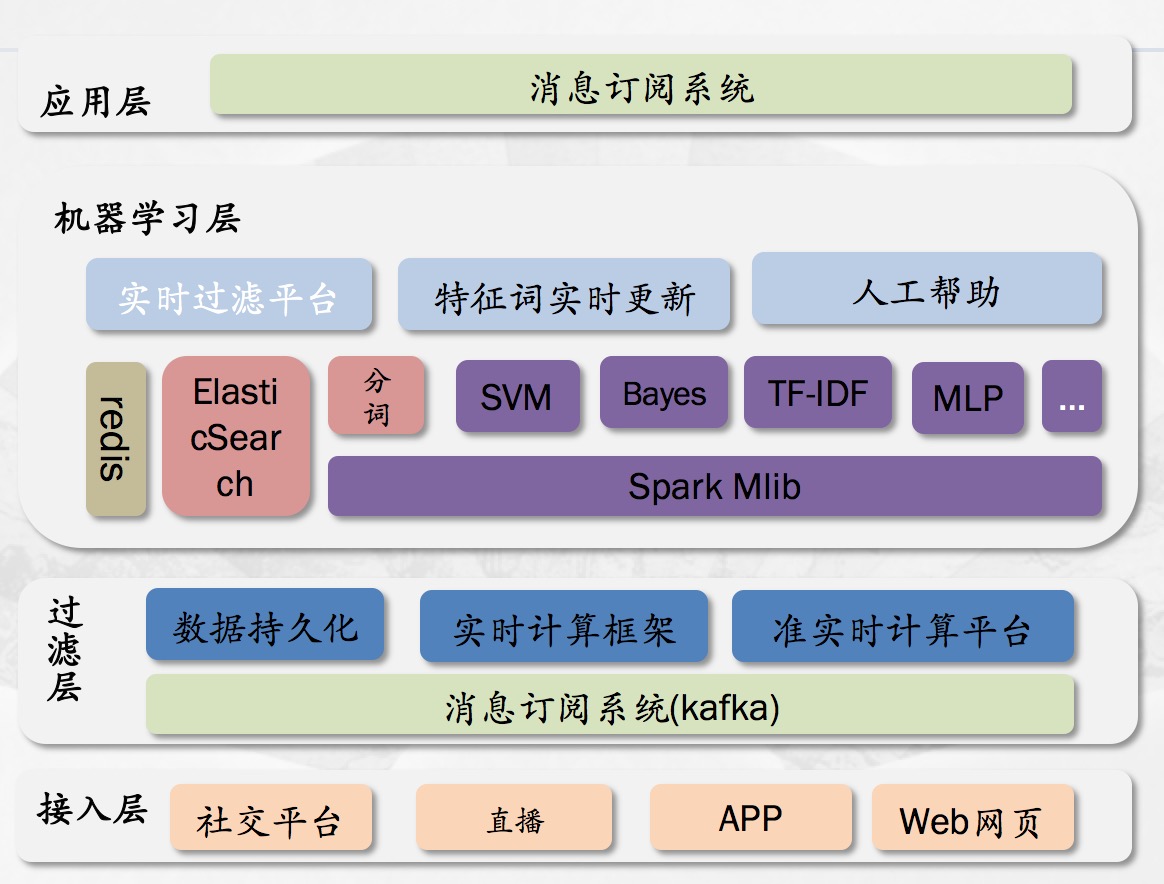 应用层
消息订阅系统
机器学习层
实时过滤平台
特征词实时更新
人工帮助
redis
Elasti
cSear
ch
分
词
SVM
Bayes
TF-IDF
MLP
...
Spark Mlib
过
滤
层
数据持久化
实时计算框架
准实时计算平台
消息订阅系统(kafka)
接入层
社交平台
直播
APP
Web网页